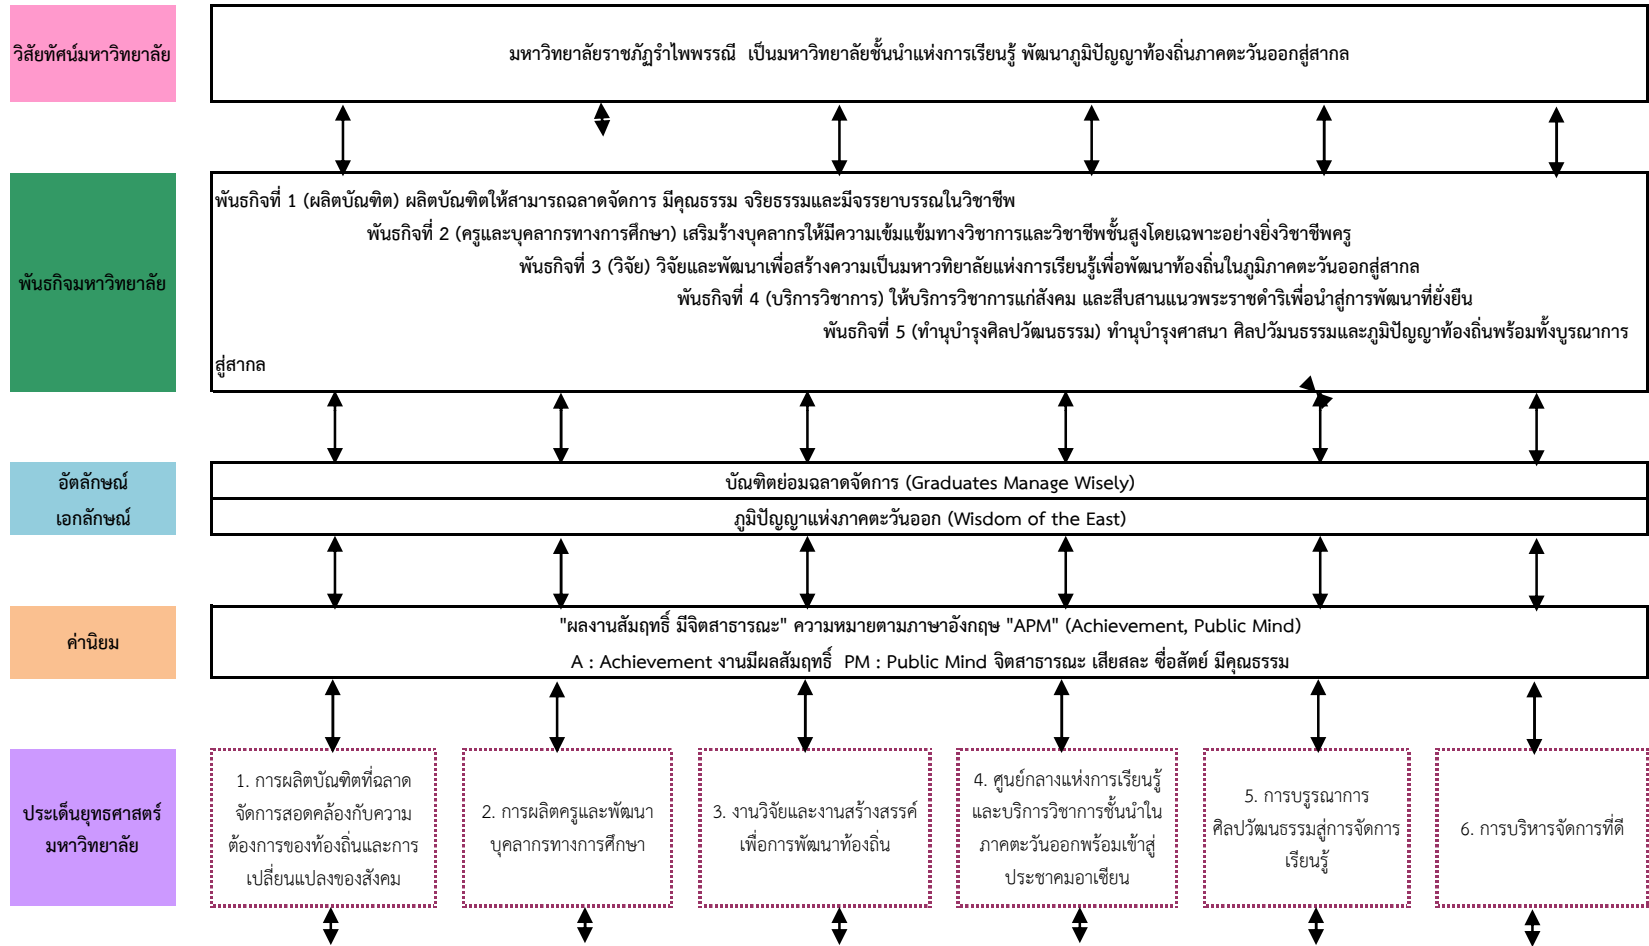 วิสัยทัศน์มหาวิทยาลัย
มหาวิทยาลัยราชภัฏรำไพพรรณี เป็นมหาวิทยาลัยชั้นนำแห่งการเรียนรู้ พัฒนาภูมิปัญญาท้องถิ่นภาคตะวันออกสู่สากล
พันธกิจมหาวิทยาลัย
พันธกิจที่ 1 (ผลิตบัณฑิต) ผลิตบัณฑิตให้สามารถฉลาดจัดการ มีคุณธรรม จริยธรรมและมีจรรยาบรรณในวิชาชีพ
พันธกิจที่ 2 (ครูและบุคลากรทางการศึกษา) เสริมร้างบุคลากรให้มีความเข้มแข้มทางวิชาการและวิชาชีพชั้นสูงโดยเฉพาะอย่างยิ่งวิชาชีพครู
พันธกิจที่ 3 (วิจัย) วิจัยและพัฒนาเพื่อสร้างความเป็นมหาวทิยาลัยแห่งการเรียนรู้เพื่อพัฒนาท้องถิ่นในภูมิภาคตะวันออกสู่สากล
พันธกิจที่ 4 (บริการวิชาการ) ให้บริการวิชาการแก่สังคม และสืบสานแนวพระราชดำริเพื่อนำสู่การพัฒนาที่ยั่งยืน
พันธกิจที่ 5 (ทำนุบำรุงศิลปวัฒนธรรม) ทำนุบำรุงศาสนา ศิลปวัมนธรรมและภูมิปัญญาท้องถิ่นพร้อมทั้งบูรณาการ
สู่สากล
อัตลักษณ์
บัณฑิตย่อมฉลาดจัดการ (Graduates Manage Wisely)
เอกลักษณ์
ภูมิปัญญาแห่งภาคตะวันออก (Wisdom of the East)
ค่านิยม
"ผลงานสัมฤทธิ์ มีจิตสาธารณะ" ความหมายตามภาษาอังกฤษ "APM" (Achievement, Public Mind)
A : Achievement งานมีผลสัมฤทธิ์ PM : Public Mind จิตสาธารณะ เสียสละ ซื่อสัตย์ มีคุณธรรม
ประเด็นยุทธศาสตร์
มหาวิทยาลัย
1. การผลิตบัณฑิตที่ฉลาด
จัดการสอดคล้องกับความ
ต้องการของท้องถิ่นและการ
เปลี่ยนแปลงของสังคม
2. การผลิตครูและพัฒนา
บุคลากรทางการศึกษา
3. งานวิจัยและงานสร้างสรรค์
เพื่อการพัฒนาท้องถิ่น
4. ศูนย์กลางแห่งการเรียนรู้
และบริการวิชาการชั้นนำใน
ภาคตะวันออกพร้อมเข้าสู่
ประชาคมอาเซียน
5. การบรูรณาการ
ศิลปวัฒนธรรมสู่การจัดการ
เรียนรู้
6. การบริหารจัดการที่ดี